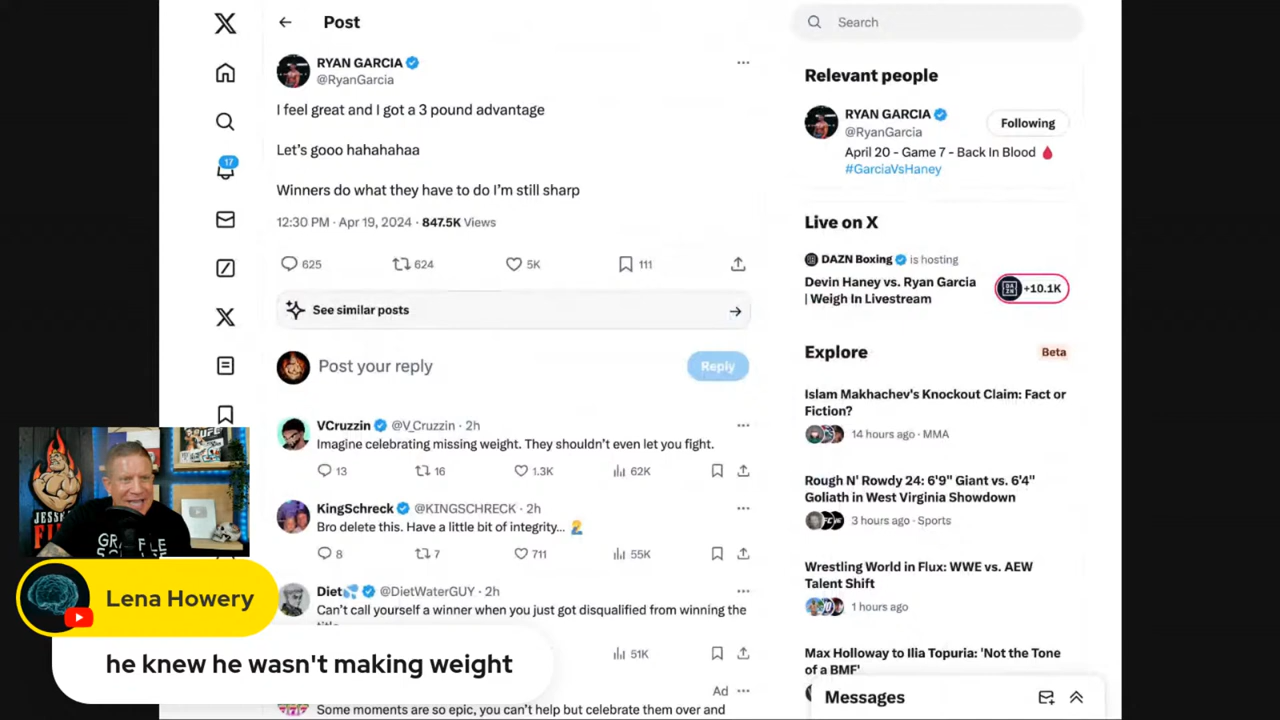 Post
Search
RYAN GARCIA
@RyanGarcia
I feel great and I got a 3 pound advantage
Let's gooo hahahahaa
Winners do what they have to do I'm still sharp
12:30 PM · Apr 19, 2024 · 847.5K Views
625
624
5K
111
See similar posts
Post your reply
Reply
VCruzzin @V_Cruzzin · 2h
Imagine celebrating missing weight. They shouldn't even let you fight.
13
16
1.3K
62K
KingSchreck @KINGSCHRECK · 2h
Bro delete this. Have a little bit of integrity...
8
7
711
55K
Diet @DietWaterGUY · 2h
Can't call yourself a winner when you just got disqualified from winning the
51K
Ad
Some moments are so epic, you can't help but celebrate them over and
17
Relevant people
RYAN GARCIA
@RyanGarcia
Following
April 20 - Game 7 - Back In Blood
#GarciaVsHaney
Live on X
DAZN Boxing is hosting
Devin Haney vs. Ryan Garcia
| Weigh In Livestream
+10.1K
Explore
Beta
Islam Makhachev's Knockout Claim: Fact or
Fiction?
14 hours ago · MMA
Rough N' Rowdy 24: 6'9" Giant vs. 6'4"
Goliath in West Virginia Showdown
3 hours ago · Sports
Wrestling World in Flux: WWE vs. AEW
Talent Shift
1 hours ago
Max Holloway to Ilia Topuria: 'Not the Tone
of a BMF'
Messages
Lena Howery
he knew he wasn't making weight